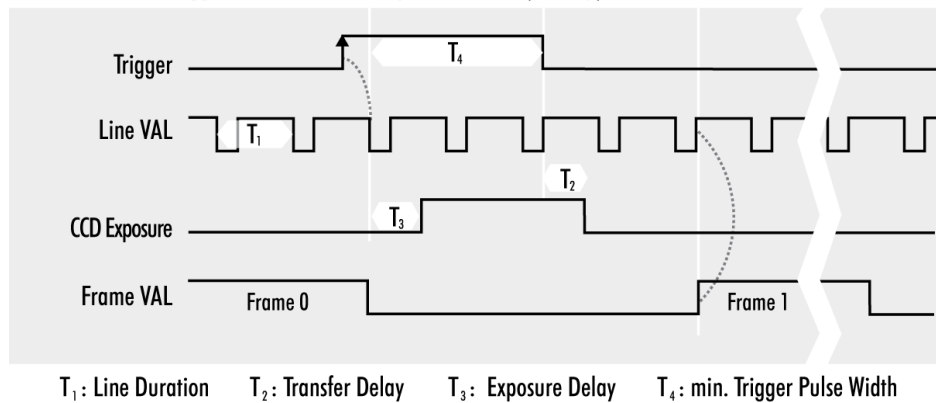 Trigger
T₄
Line VAL
T₁
T₂
CCD Exposure
T₃
Frame VAL
Frame 0
Frame 1
T₁: Line Duration T₂: Transfer Delay T₃: Exposure Delay T₄: min. Trigger Pulse Width